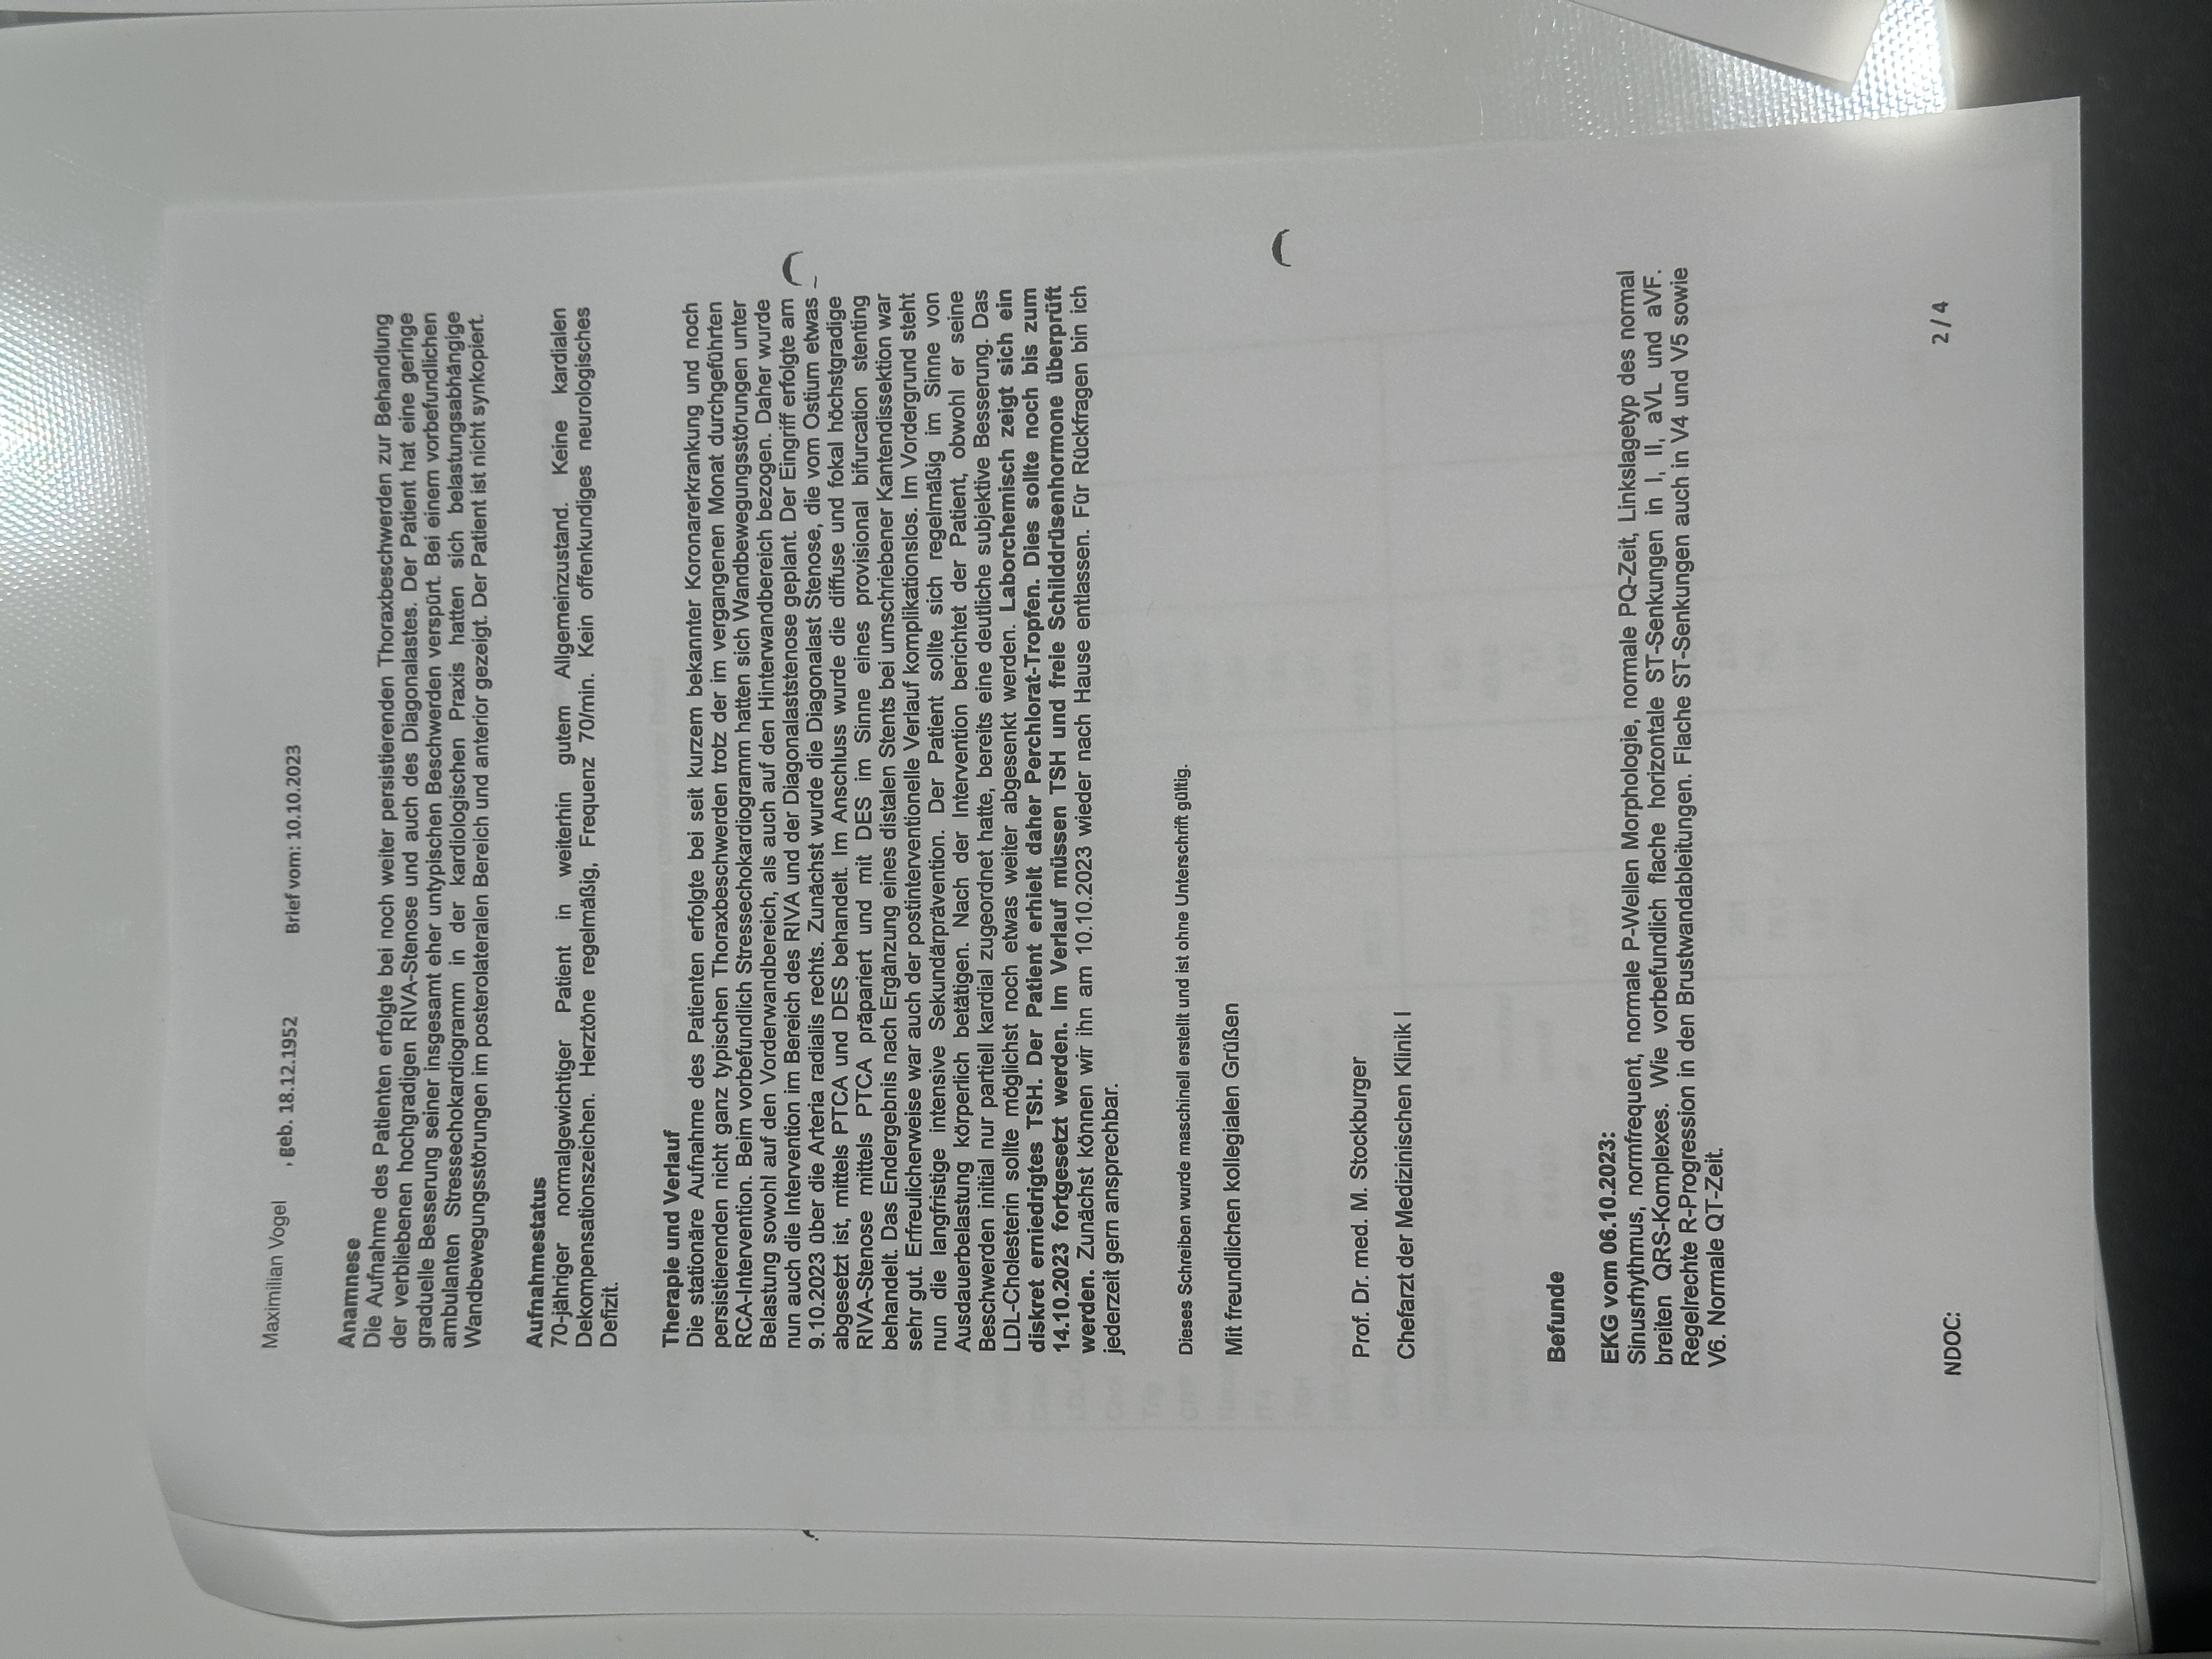 Maximilian Vogel , geb. 18.12.1952 Brief vom: 10.10.2023
Anamnese
Die Aufnahme des Patienten erfolgte bei noch weiter persistierenden Thoraxbeschwerden zur Behandlung
der verbliebenen hochgradigen RIVA-Stenose und auch des Diagonalastes. Der Patient hat eine geringe
graduelle Besserung seiner insgesamt eher untypischen Beschwerden verspürt. Bei einem vorbefundlichen
ambulanten Stressechokardiogramm in der kardiologischen Praxis hatten sich belastungsabhängige
Wandbewegungsstörungen im posterolateralen Bereich und anterior gezeigt. Der Patient ist nicht synkopiert.
Aufnahmestatus
70-jähriger normalgewichtiger Patient in weiterhin gutem Allgemeinzustand. Keine kardialen
Dekompensationszeichen. Herztöne regelmäßig, Frequenz 70/min. Kein offenkundiges neurologisches
Defizit.
Therapie und Verlauf
Die stationäre Aufnahme des Patienten erfolgte bei seit kurzem bekannter Koronarerkrankung und noch
persistierenden nicht ganz typischen Thoraxbeschwerden trotz der im vergangenen Monat durchgeführten
RCA-Intervention. Beim vorbefundlich Stressechokardiogramm hatten sich Wandbewegungsstörungen unter
Belastung sowohl auf den Vorderwandbereich, als auch auf den Hinterwandbereich bezogen. Daher wurde
nun auch die Intervention im Bereich des RIVA und der Diagonalaststenose geplant. Der Eingriff erfolgte am
9.10.2023 über die Arteria radialis rechts. Zunächst wurde die Diagonalast Stenose, die vom Ostium etwas
abgesetzt ist, mittels PTCA und DES behandelt. Im Anschluss wurde die diffuse und fokal höchstgradige
RIVA-Stenose mittels PTCA präpariert und mit DES im Sinne eines provisional bifurcation stenting
behandelt. Das Endergebnis nach Ergänzung eines distalen Stents bei umschriebener Kantendissektion war
sehr gut. Erfreulicherweise war auch der postinterventionelle Verlauf komplikationslos. Im Vordergrund steht
nun die langfristige intensive Sekundärprävention. Der Patient sollte sich regelmäßig im Sinne von
Ausdauerbelastung körperlich betätigen. Nach der Intervention berichtet der Patient, obwohl er seine
Beschwerden initial nur partiell kardial zugeordnet hatte, bereits eine deutliche subjektive Besserung. Das
LDL-Cholesterin sollte möglichst noch etwas weiter abgesenkt werden. Laborchemisch zeigt sich ein
diskret erniedrigtes TSH. Der Patient erhielt daher Perchlorat-Tropfen. Dies sollte noch bis zum
14.10.2023 fortgesetzt werden. Im Verlauf müssen TSH und freie Schilddrüsenhormone überprüft
werden. Zunächst können wir ihn am 10.10.2023 wieder nach Hause entlassen. Für Rückfragen bin ich
jederzeit gern ansprechbar.
Dieses Schreiben wurde maschinell erstellt und ist ohne Unterschrift gültig.
Mit freundlichen kollegialen Grüßen
Prof. Dr. med. M. Stockburger
Chefarzt der Medizinischen Klinik I
Befunde
EKG vom 06.10.2023:
Sinusrhythmus, normfrequent, normale P-Wellen Morphologie, normale PQ-Zeit, Linkslagetyp des normal
breiten QRS-Komplexes. Wie vorbefundlich flache horizontale ST-Senkungen in I, II, aVL und aVF.
Regelrechte R-Progression in den Brustwandableitungen. Flache ST-Senkungen auch in V4 und V5 sowie
V6. Normale QT-Zeit.
NDOC: 2 / 4